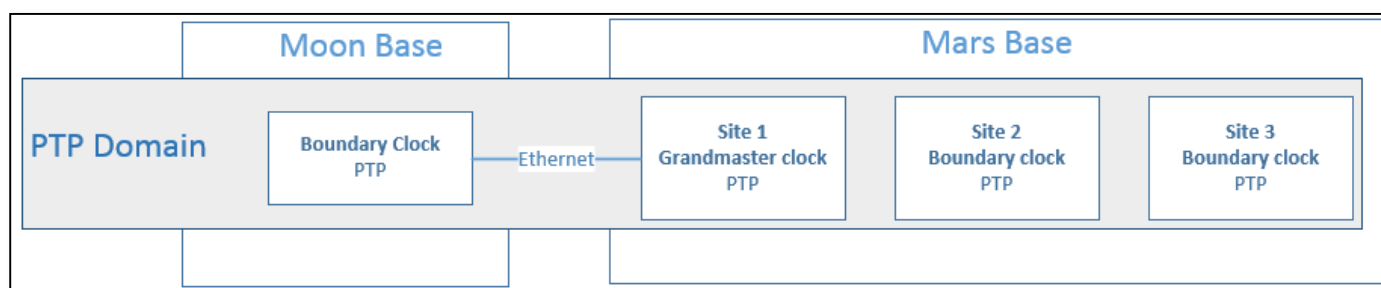 Moon Base
Mars Base
PTP Domain
Boundary Clock
PTP
Ethernet
Site 1
Grandmaster clock
PTP
Site 2
Boundary clock
PTP
Site 3
Boundary clock
PTP